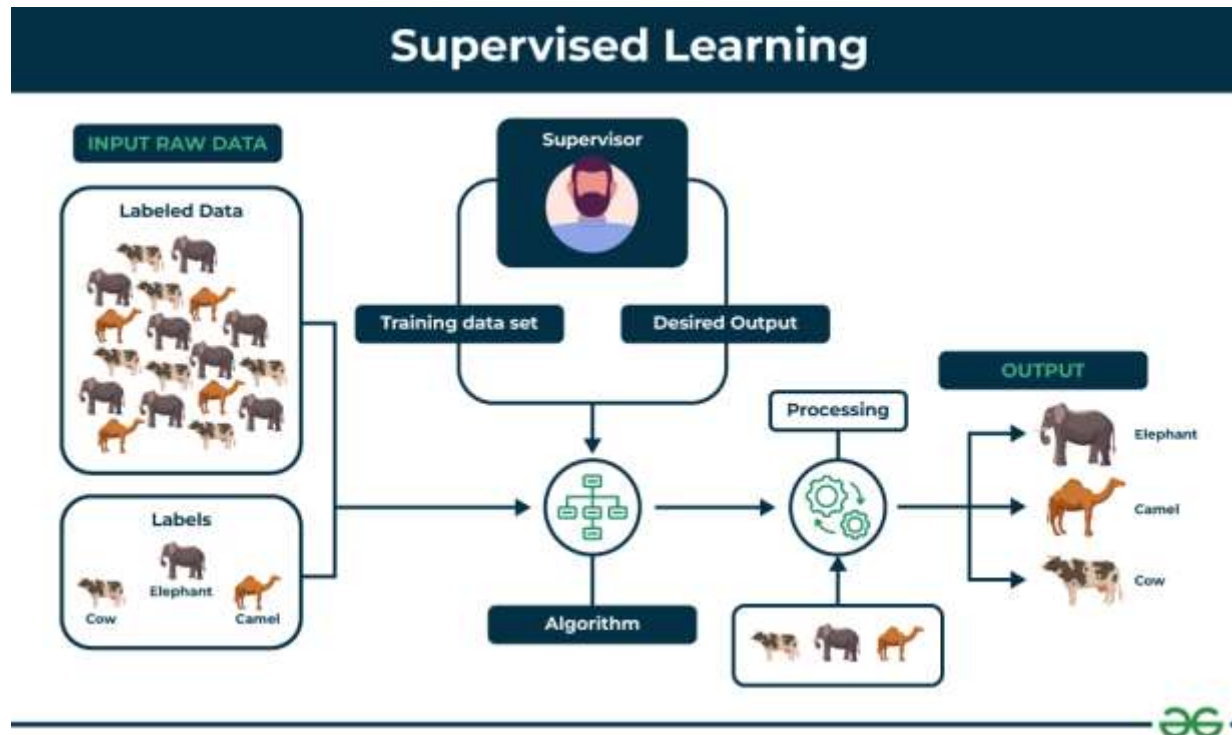 Supervised Learning
INPUT RAW DATA
Labeled Data
Labels
Cow
Elephant
Camel
Supervisor
Training data set
Desired Output
Algorithm
Processing
OUTPUT
Elephant
Camel
Cow